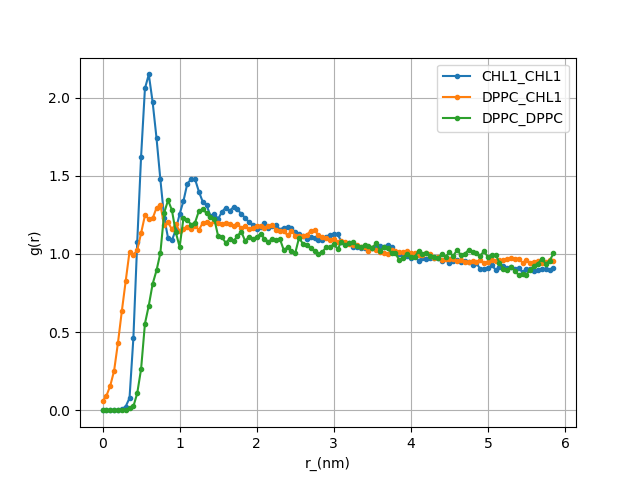 CHL1_CHL1
DPPC_CHL1
DPPC_DPPC
2.0
1.5
1.0
0.5
0.0
g(r)
0 1 2 3 4 5 6
r_(nm)